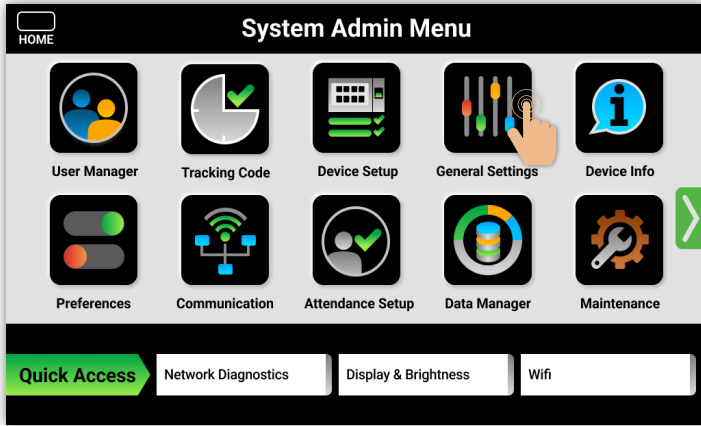 HOME
System Admin Menu
User Manager
Tracking Code
Device Setup
General Settings
Device Info
Preferences
Communication
Attendance Setup
Data Manager
Maintenance
Quick Access
Network Diagnostics
Display & Brightness
Wifi